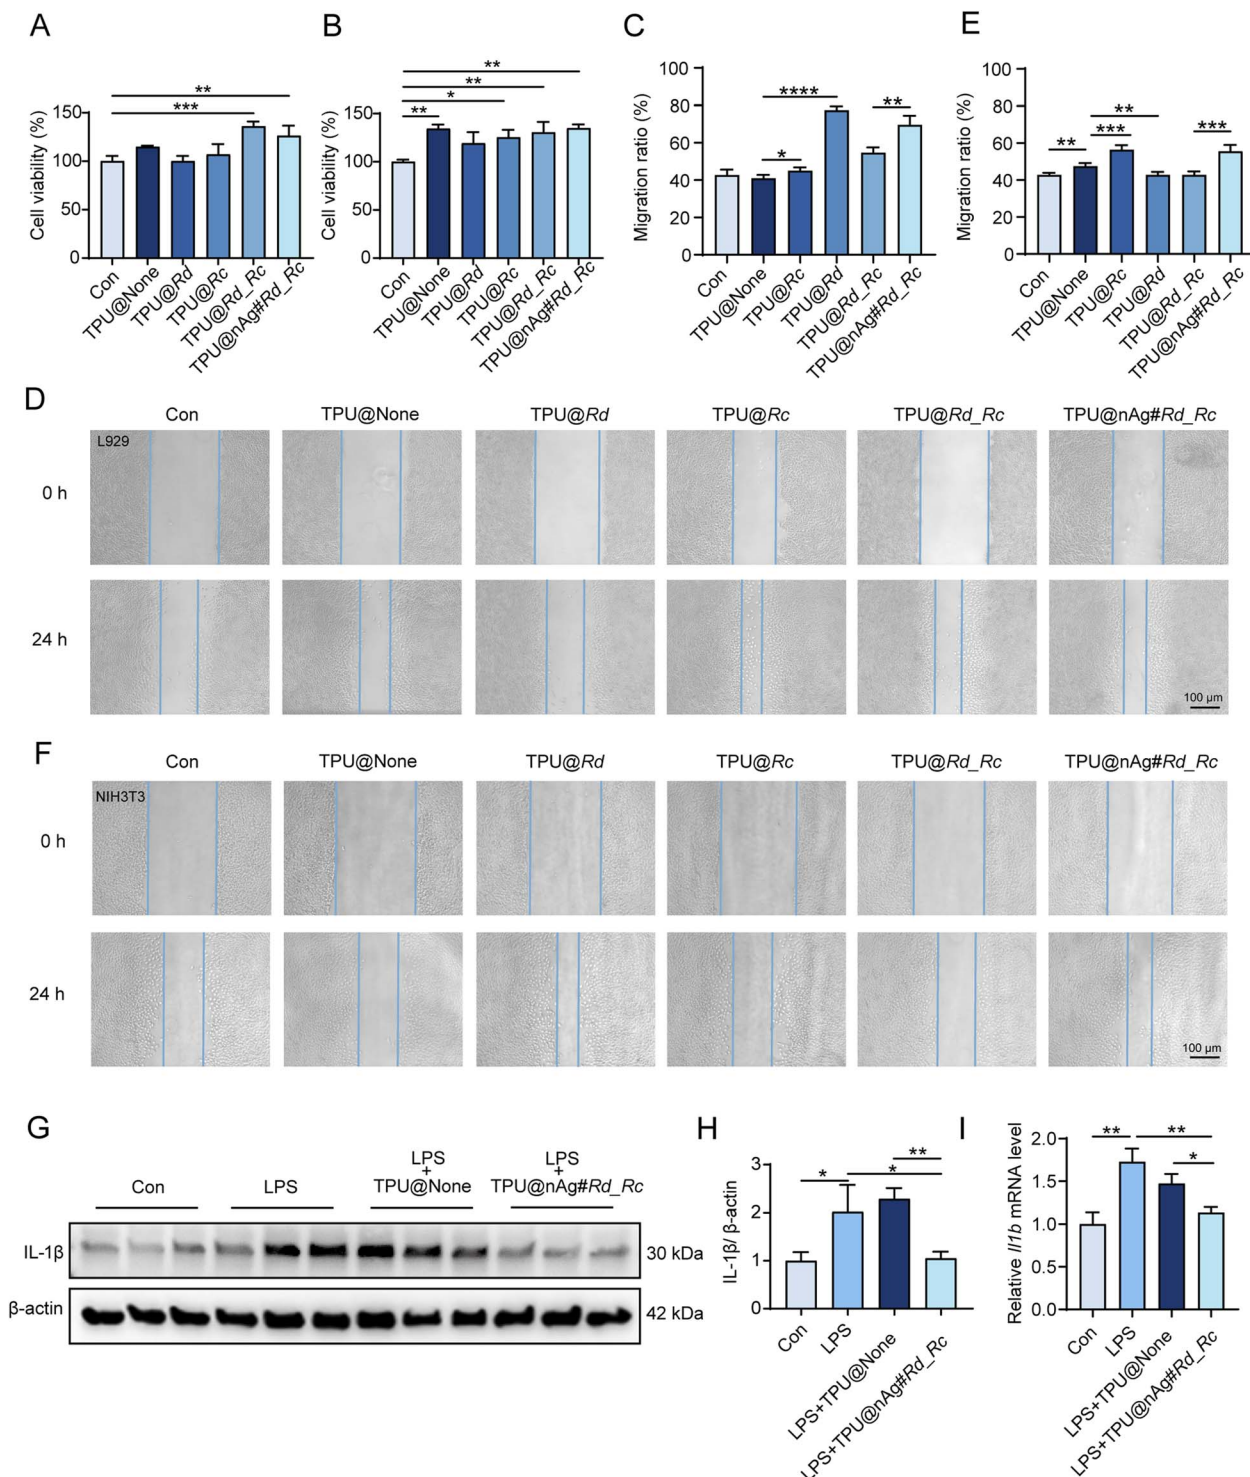 A
Cell viability (%)
150
100
50
0
**
***
Con
TPU@None
TPU@Rd
TPU@Rc
TPU@Rd_Rc
TPU@nAg#Rd_Rc
B
Cell viability (%)
150
100
50
0
**
**
*
**
Con
TPU@None
TPU@Rd
TPU@Rc
TPU@Rd_Rc
TPU@nAg#Rd_Rc
C
Migration ratio (%)
100
80
60
40
20
0
****
**
*
Con
TPU@None
TPU@Rc
TPU@Rd
TPU@Rd_Rc
TPU@nAg#Rd_Rc
E
Migration ratio (%)
100
80
60
40
20
0
**
***
***
**
Con
TPU@None
TPU@Rc
TPU@Rd
TPU@Rd_Rc
TPU@nAg#Rd_Rc
D
Con TPU@None TPU@Rd TPU@Rc TPU@Rd_Rc TPU@nAg#Rd_Rc
L929
0 h
24 h
100 µm
F
Con TPU@None TPU@Rd TPU@Rc TPU@Rd_Rc TPU@nAg#Rd_Rc
NIH3T3
0 h
24 h
100 µm
G
Con
LPS
LPS
+
TPU@None
LPS
+
TPU@nAg#Rd_Rc
IL-1β
30 kDa
β-actin
42 kDa
H
IL-1β/ β-actin
3
2
1
0
**
*
*
Con
LPS
LPS+TPU@None
LPS+TPU@nAg#Rd_Rc
I
Relative Il1b mRNA level
2.0
1.5
1.0
0.5
0.0
**
**
*
Con
LPS
LPS+TPU@None
LPS+TPU@nAg#Rd_Rc